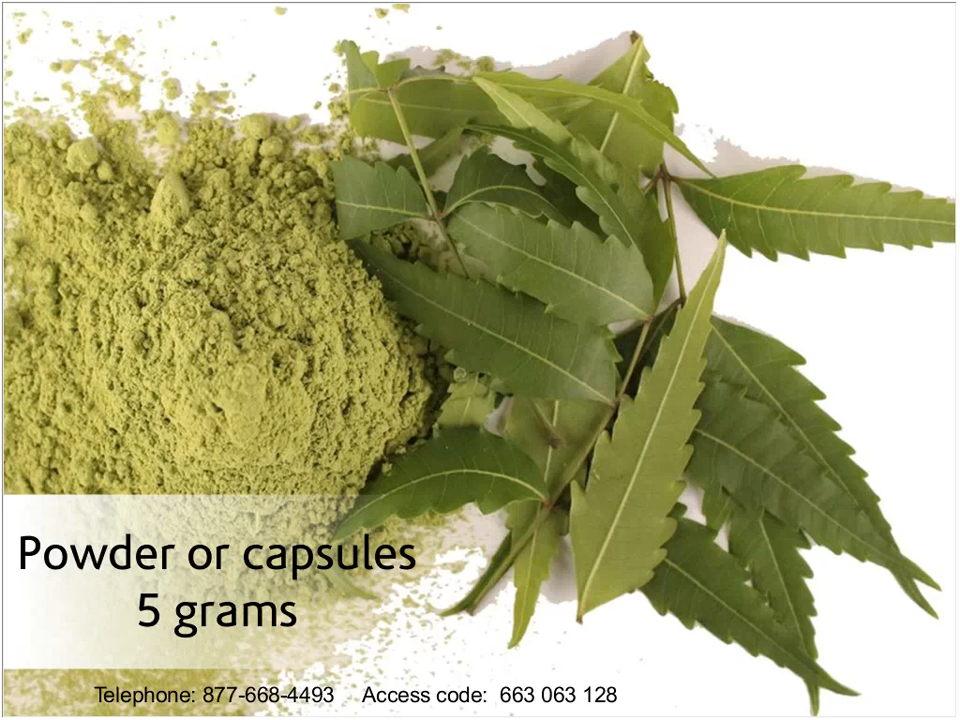 Powder or capsules
5 grams
Telephone: 877-668-4493 Access code: 663 063 128